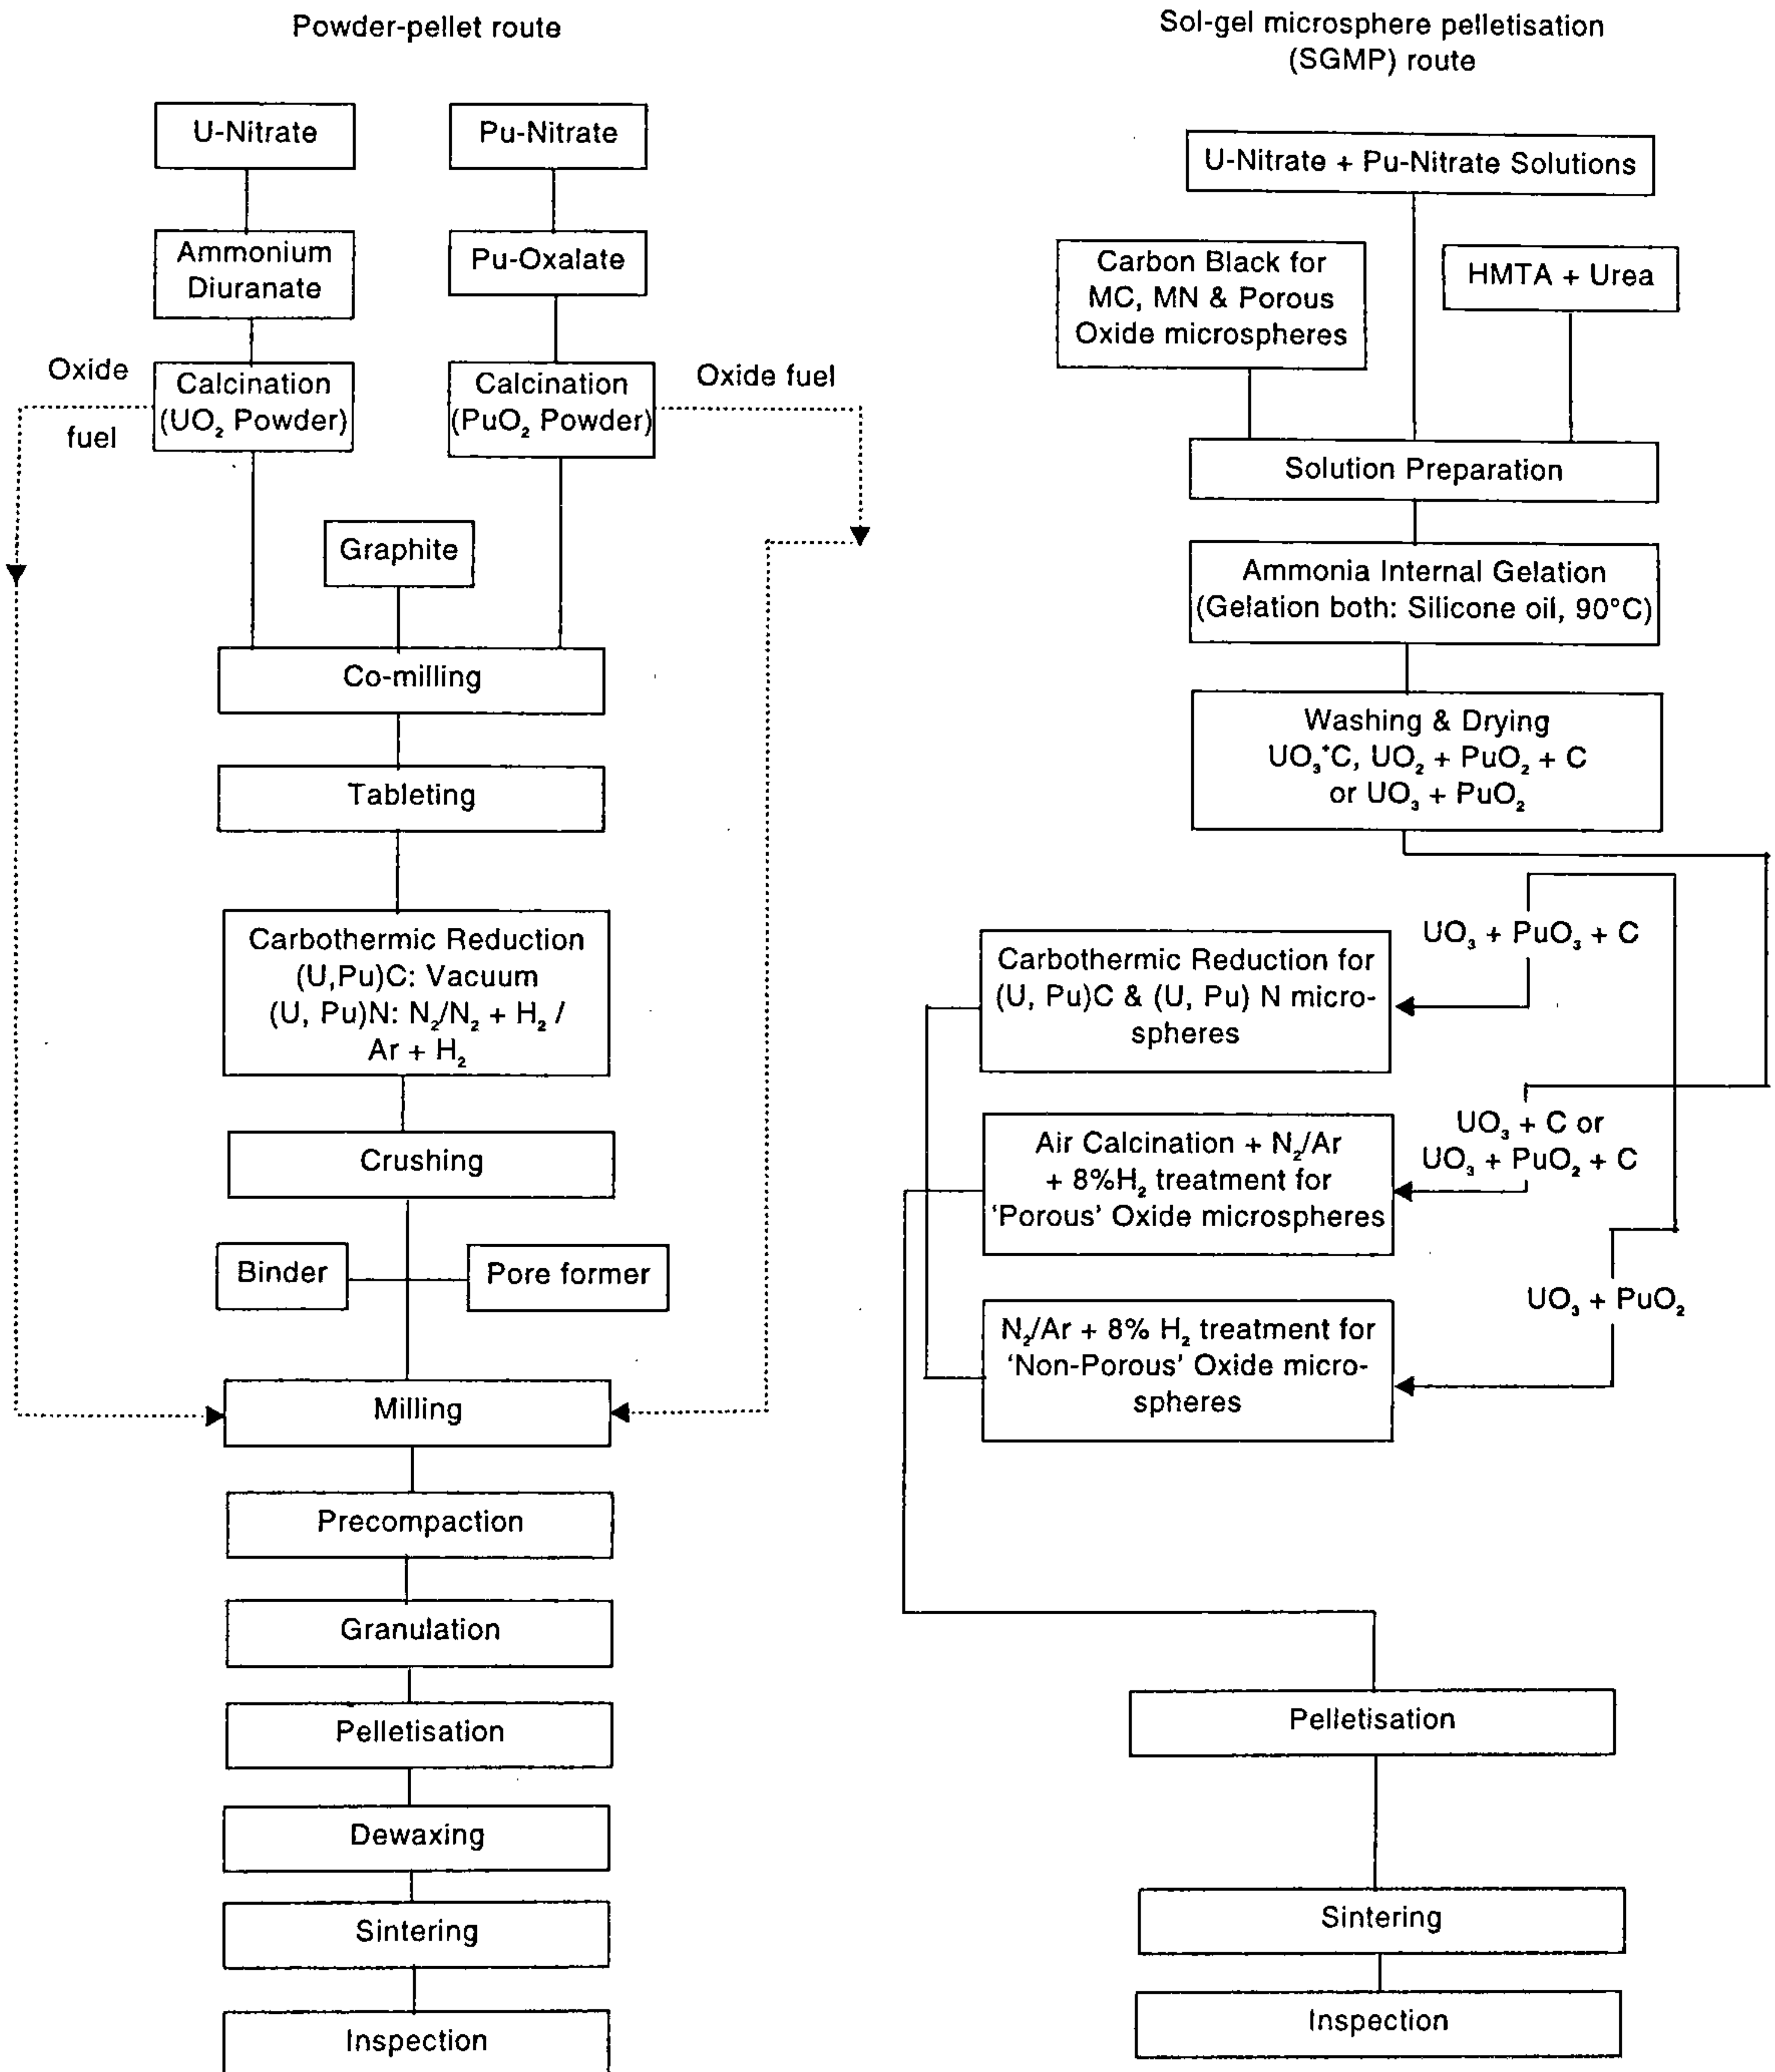 Powder-pellet route
U-Nitrate
Pu-Nitrate
Ammonium
Diuranate
Pu-Oxalate
Oxide
fuel
Calcination
(UO₂ Powder)
Calcination
(PuO₂ Powder)
Oxide fuel
Graphite
Co-milling
Tableting
Carbothermic Reduction
(U,Pu)C: Vacuum
(U, Pu)N: N₂/N₂ + H₂ /
Ar + H₂
Crushing
Binder
Pore former
Milling
Precompaction
Granulation
Pelletisation
Dewaxing
Sintering
Inspection
Sol-gel microsphere pelletisation
(SGMP) route
U-Nitrate + Pu-Nitrate Solutions
Carbon Black for
MC, MN & Porous
Oxide microspheres
HMTA + Urea
Solution Preparation
Ammonia Internal Gelation
(Gelation both: Silicone oil, 90°C)
Washing & Drying
UO₃⁺C, UO₂ + PuO₂ + C
or UO₃ + PuO₂
UO₃ + PuO₃ + C
Carbothermic Reduction for
(U, Pu)C & (U, Pu) N micro-
spheres
UO₃ + C or
UO₃ + PuO₂ + C
Air Calcination + N₂/Ar
+ 8%H₂ treatment for
‘Porous’ Oxide microspheres
UO₃ + PuO₂
N₂/Ar + 8% H₂ treatment for
‘Non-Porous’ Oxide micro-
spheres
Pelletisation
Sintering
Inspection